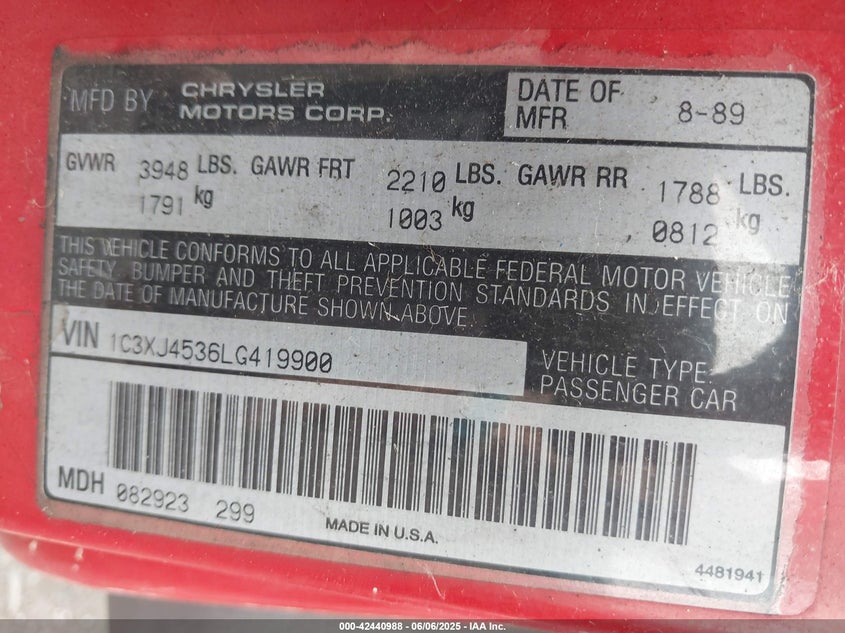 MFD BY CHRYSLER MOTORS CORP.
DATE OF MFR 8-89
GVWR 3948 LBS. GAWR FRT 2210 LBS. GAWR RR 1788 LBS.
1791 kg 1003 kg , 0812 kg
THIS VEHICLE CONFORMS TO ALL APPLICABLE FEDERAL MOTOR VEHICLE
SAFETY, BUMPER AND THEFT PREVENTION STANDARDS IN EFFECT ON
THE DATE OF MANUFACTURE SHOWN ABOVE.
VIN 1C3XJ4536LG419900
VEHICLE TYPE:
PASSENGER CAR
MDH 082923 299
MADE IN U.S.A.
4481941
000-42440988 - 06/06/2025 - IAA Inc.